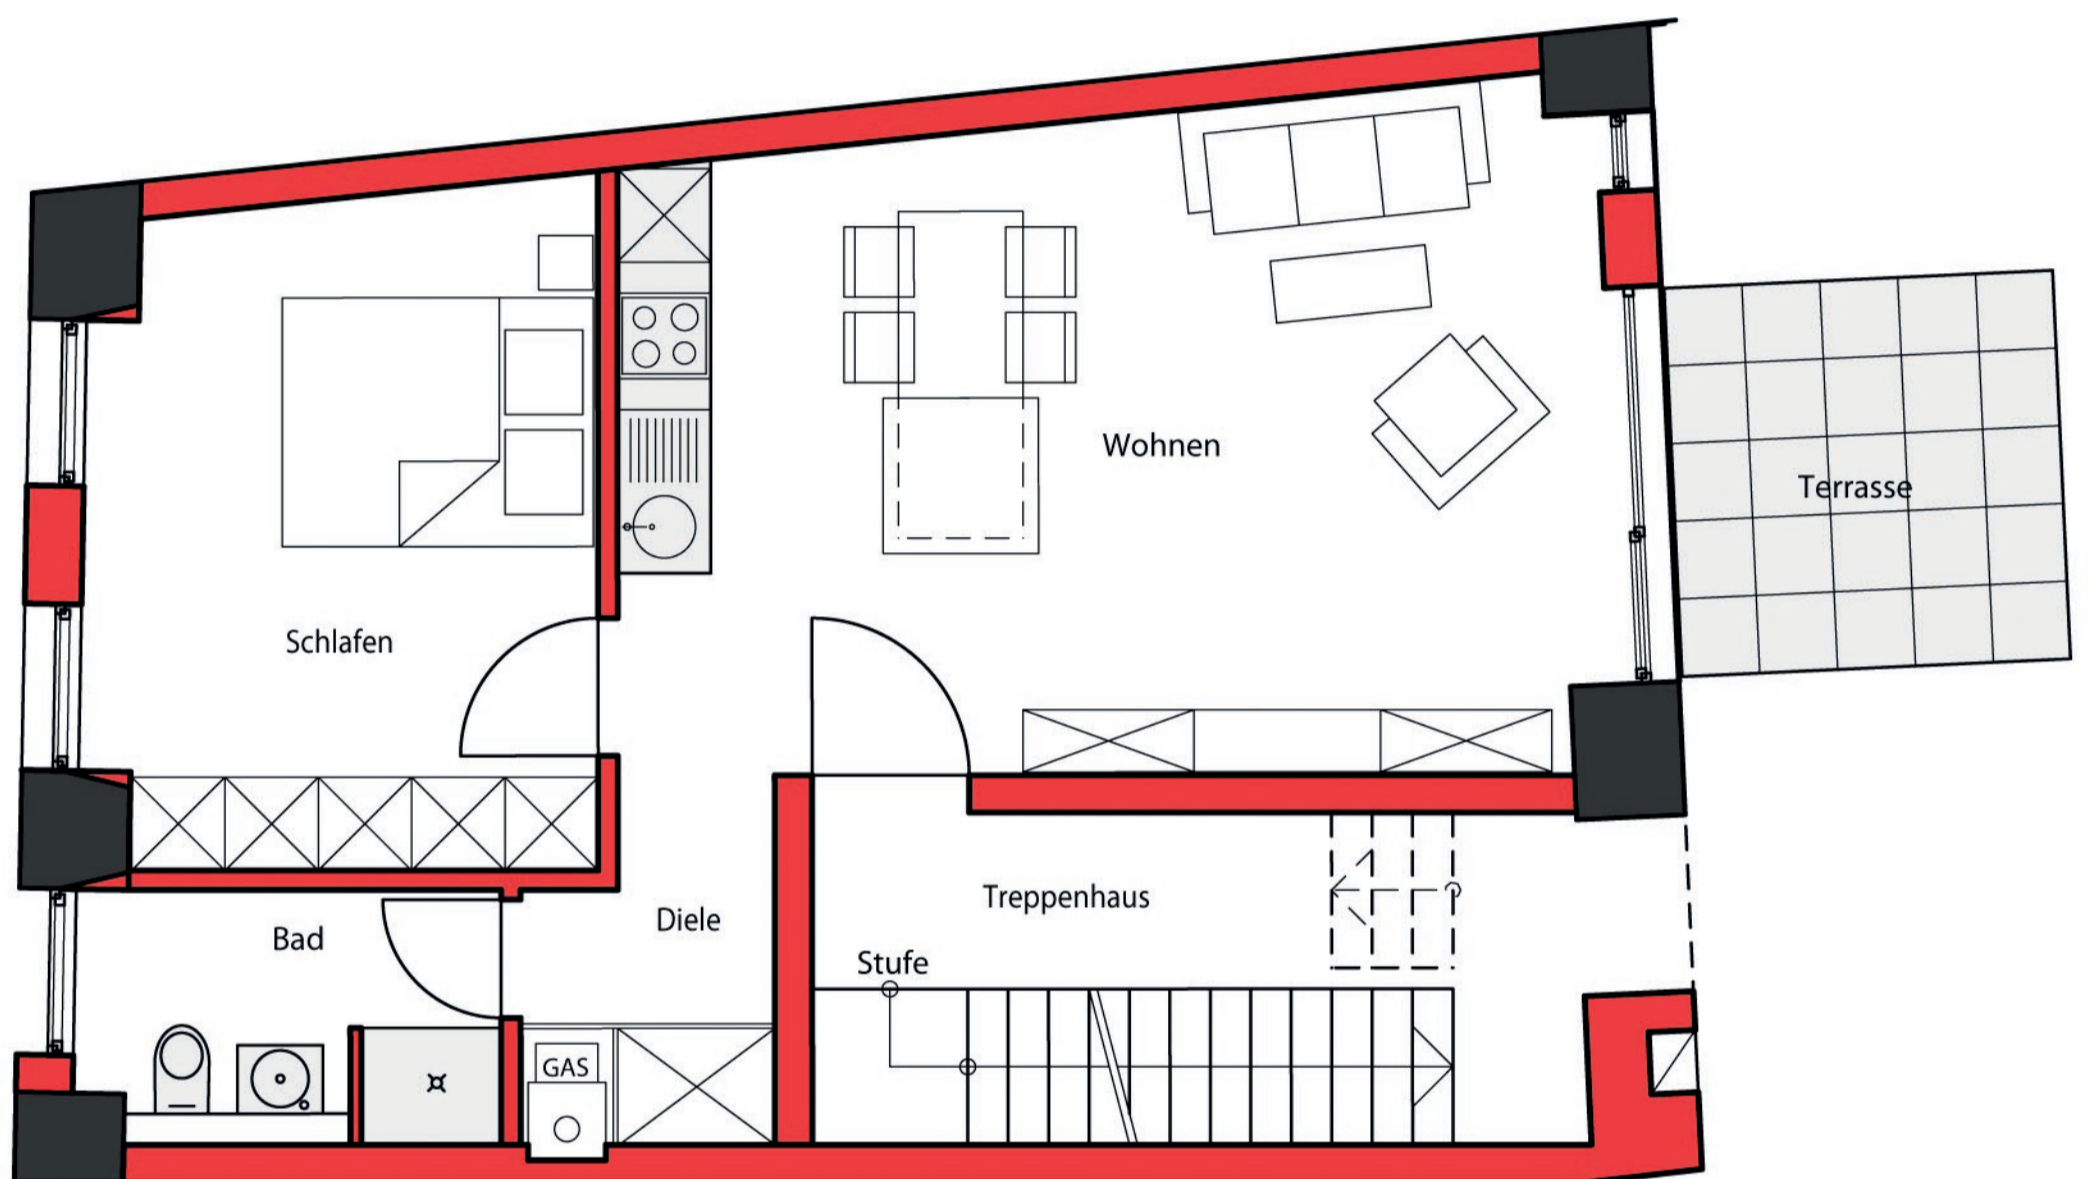 Wohnen
Terrasse
Schlafen
Treppenhaus
Diele
Bad
Stufe
GAS